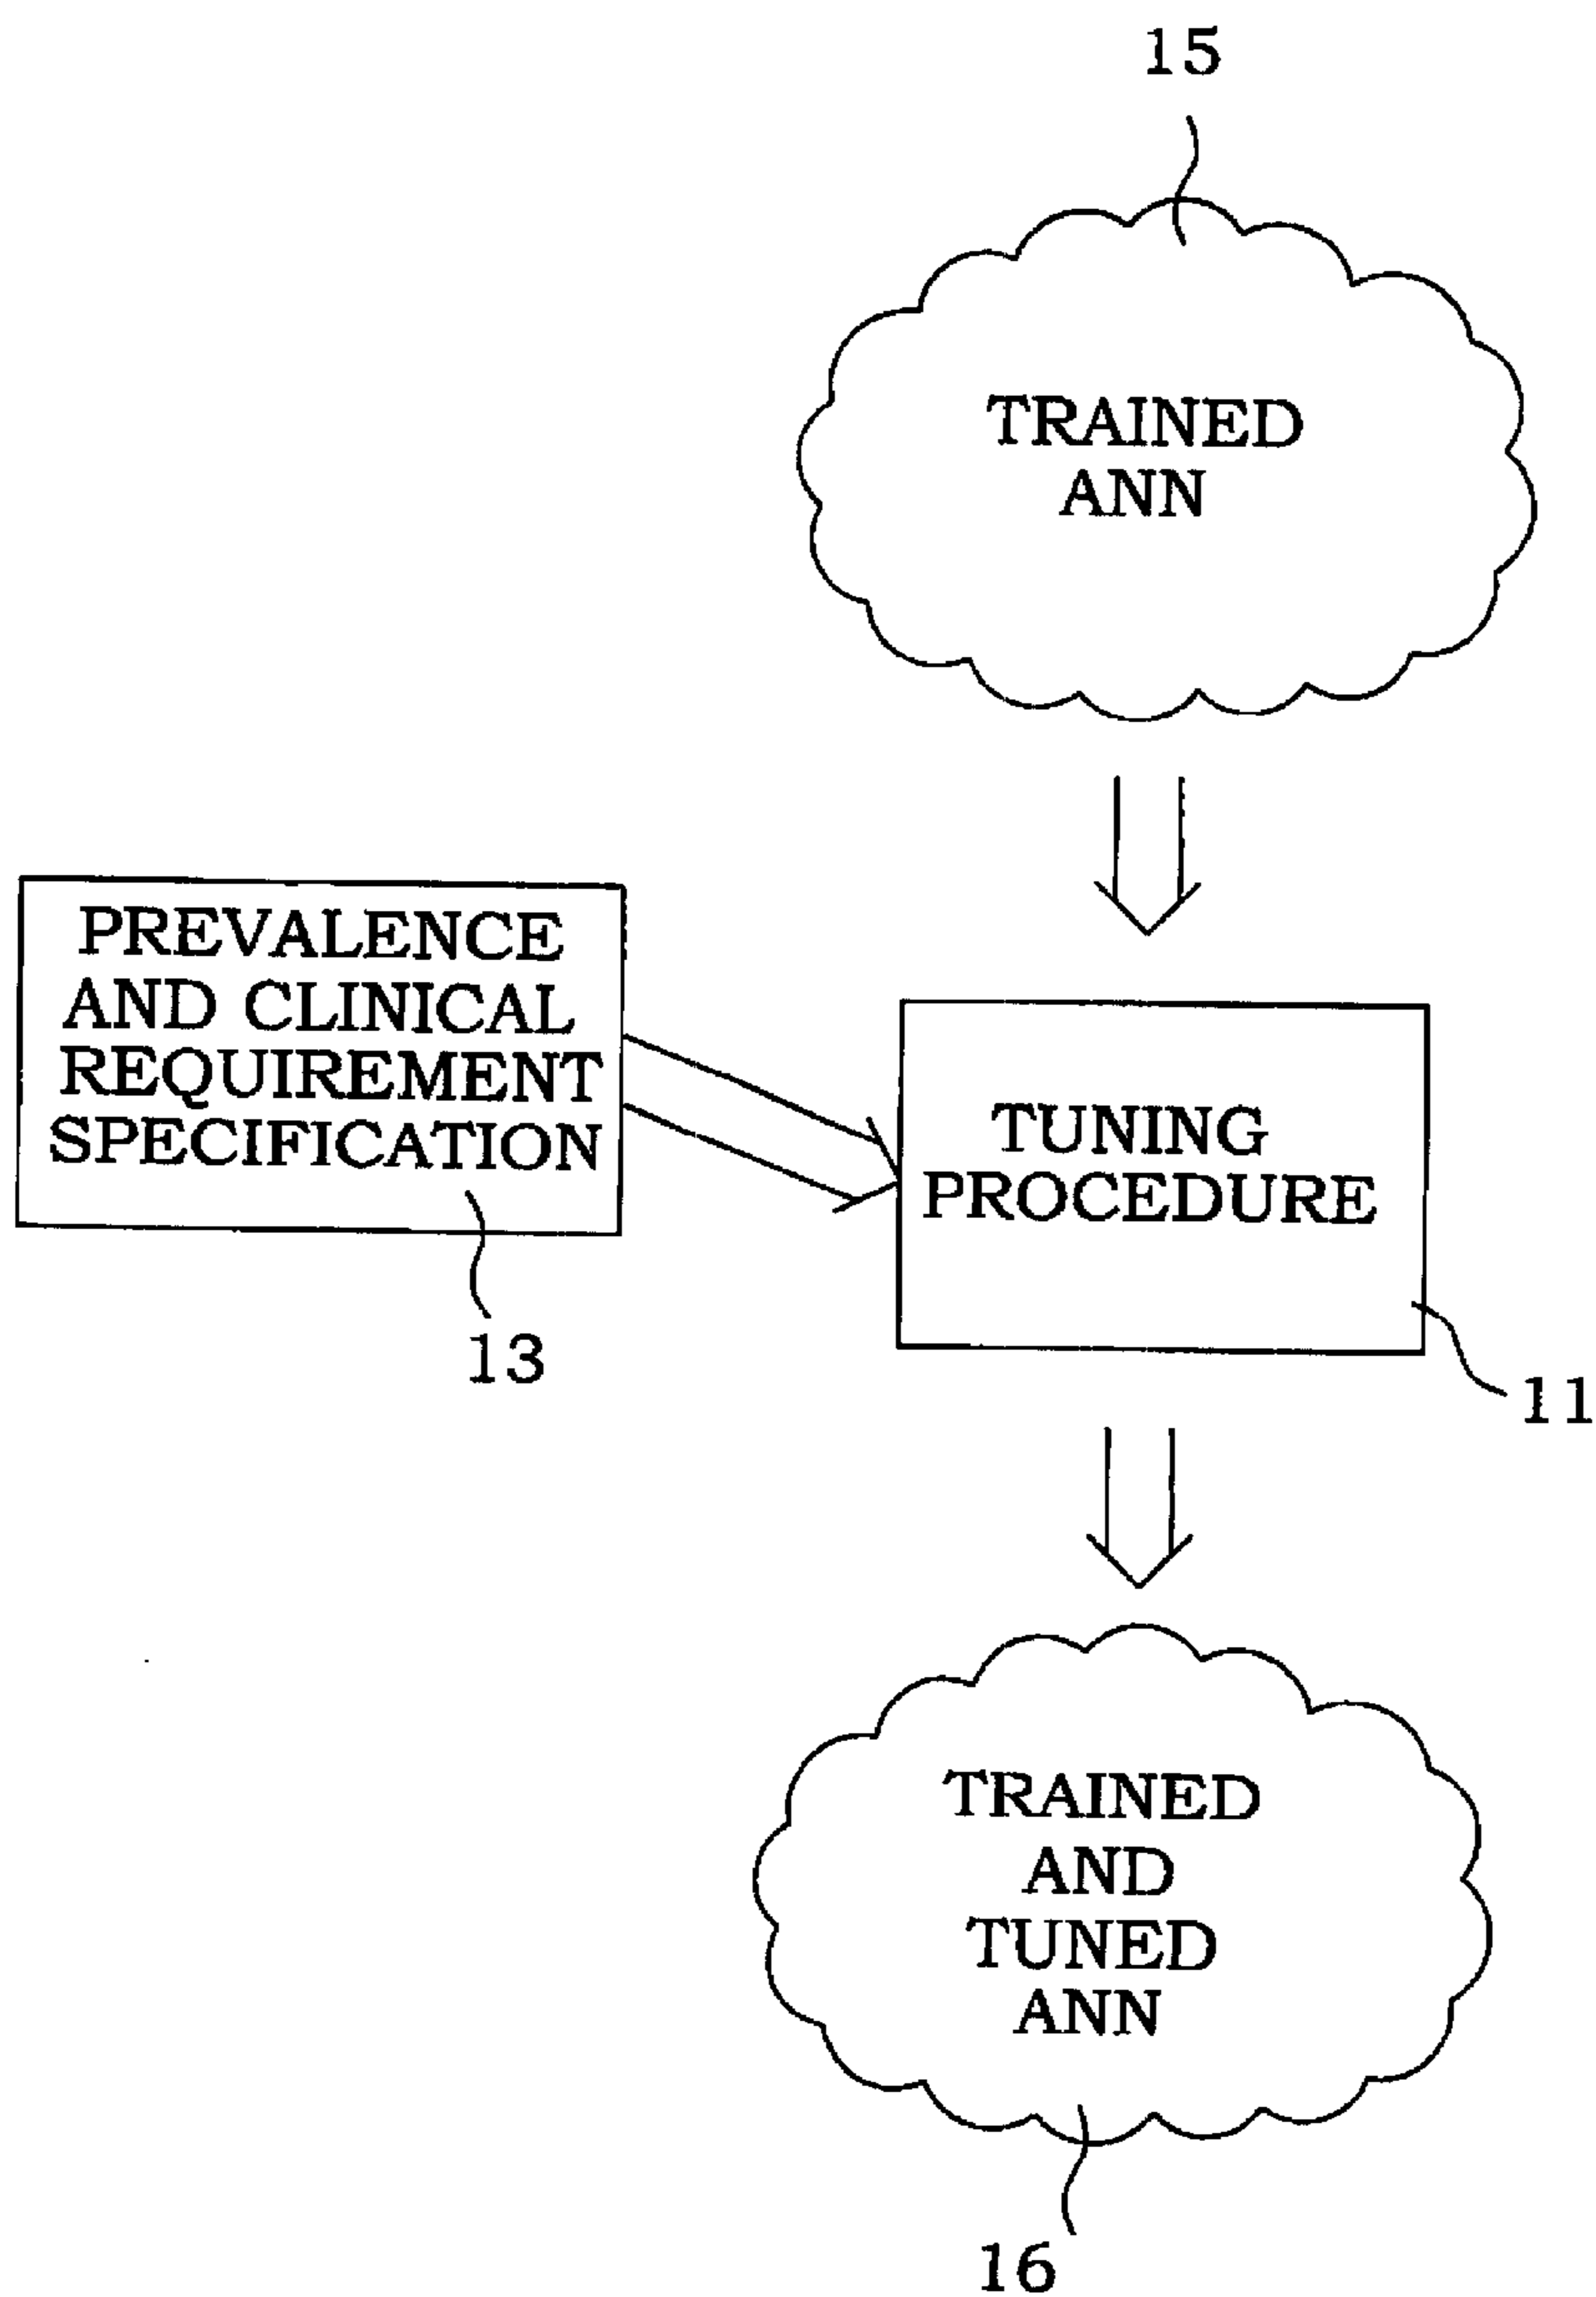 15
TRAINED
ANN
PREVALENCE
AND CLINICAL
REQUIREMENT
SPECIFICATION
13
TUNING
PROCEDURE
11
TRAINED
AND
TUNED
ANN
16